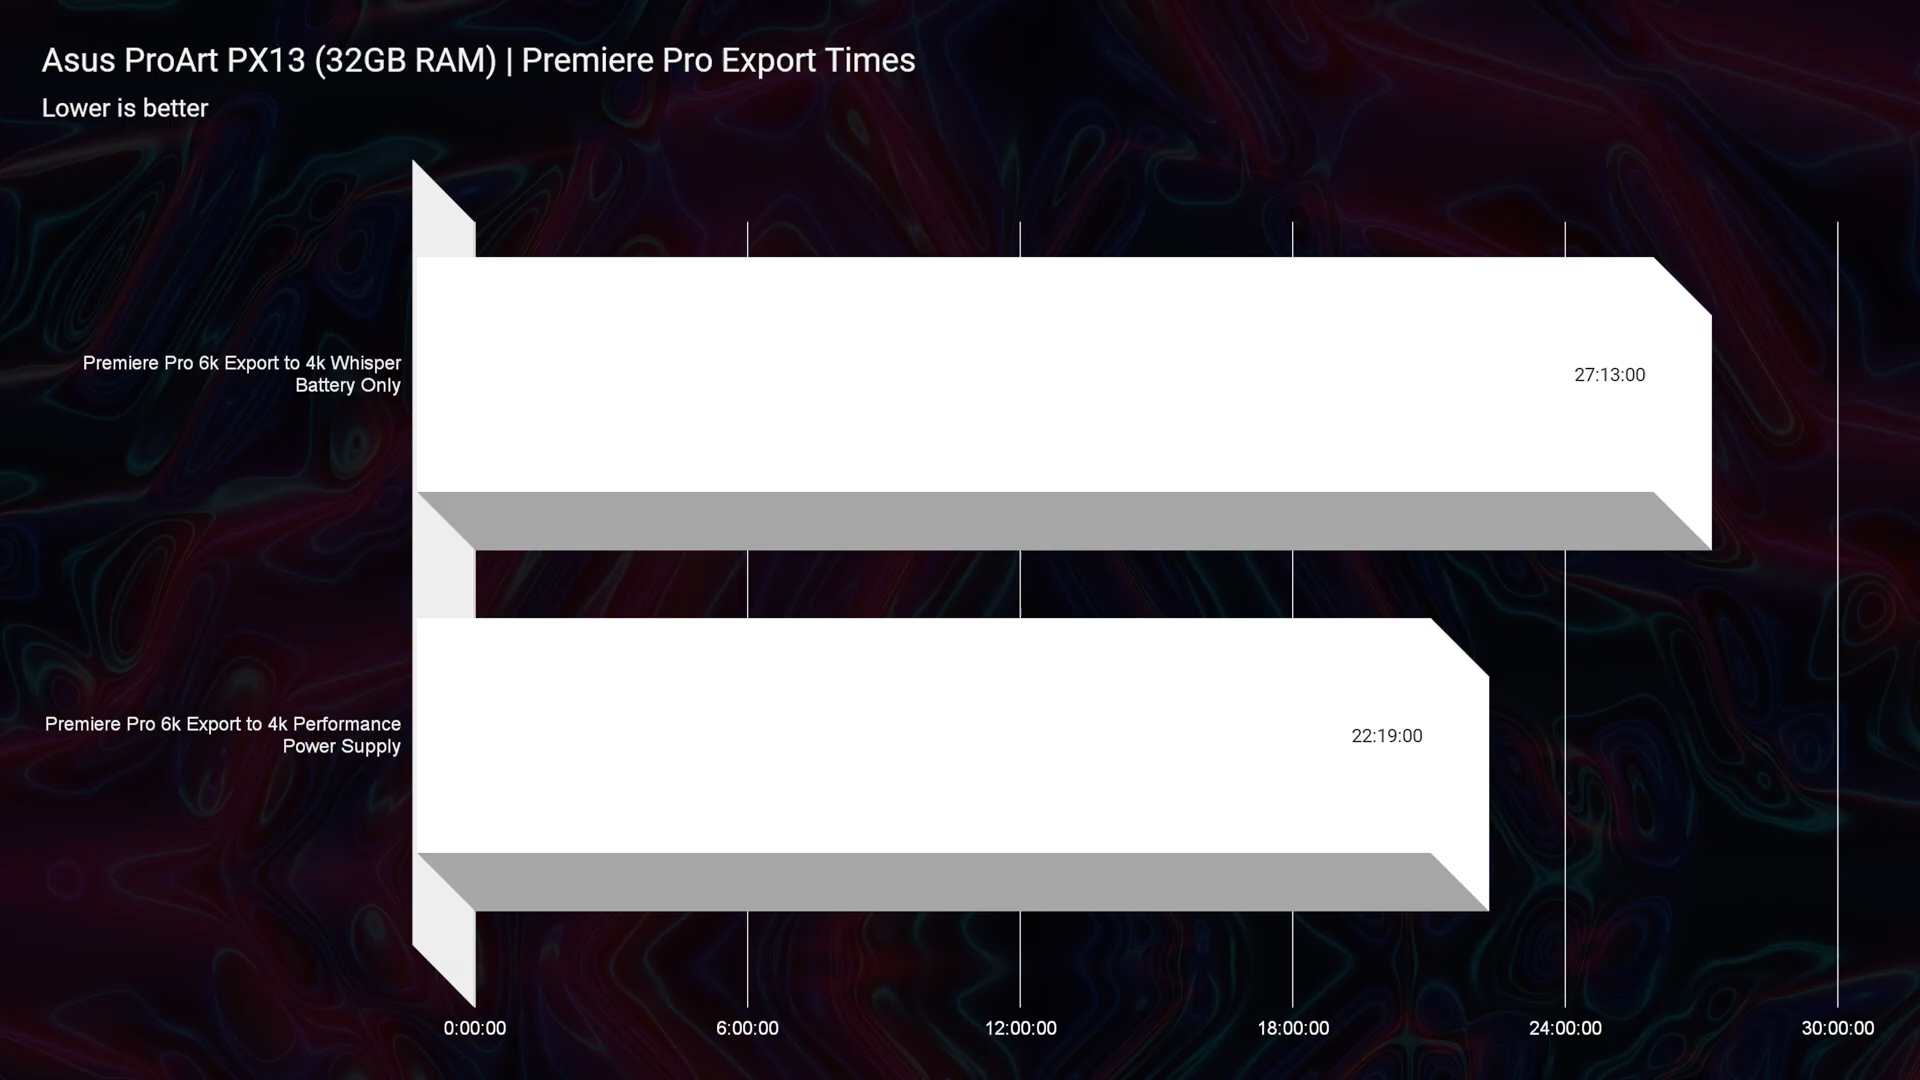 Asus ProArt PX13 (32GB RAM) | Premiere Pro Export Times
Lower is better
Premiere Pro 6k Export to 4k Whisper
Battery Only
27:13:00
Premiere Pro 6k Export to 4k Performance
Power Supply
22:19:00
0:00:00
6:00:00
12:00:00
18:00:00
24:00:00
30:00:00